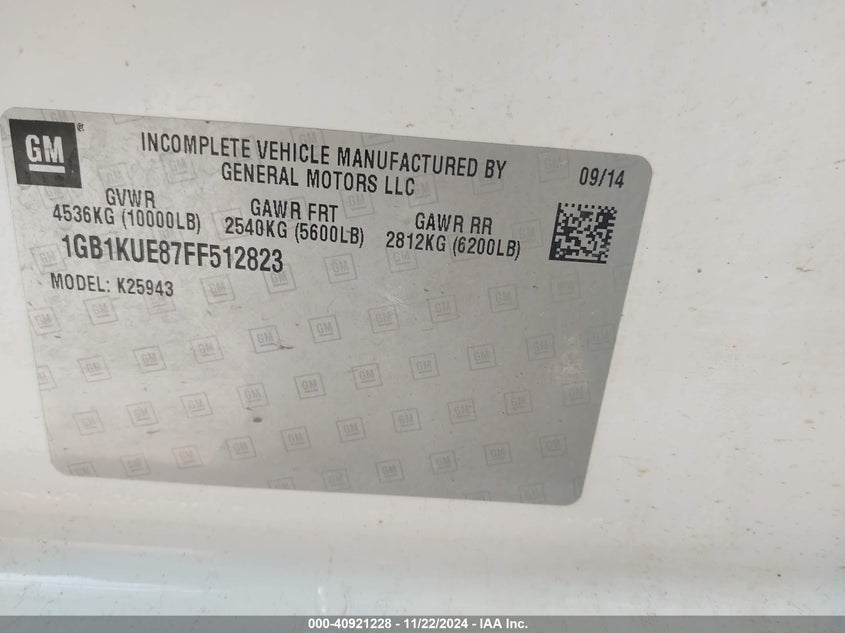 GM ®
INCOMPLETE VEHICLE MANUFACTURED BY
GENERAL MOTORS LLC
09/14
GVWR
4536KG (10000LB)
GAWR FRT
2540KG (5600LB)
GAWR RR
2812KG (6200LB)
1GB1KUE87FF512823
MODEL: K25943
000-40921228 - 11/22/2024 - IAA Inc.